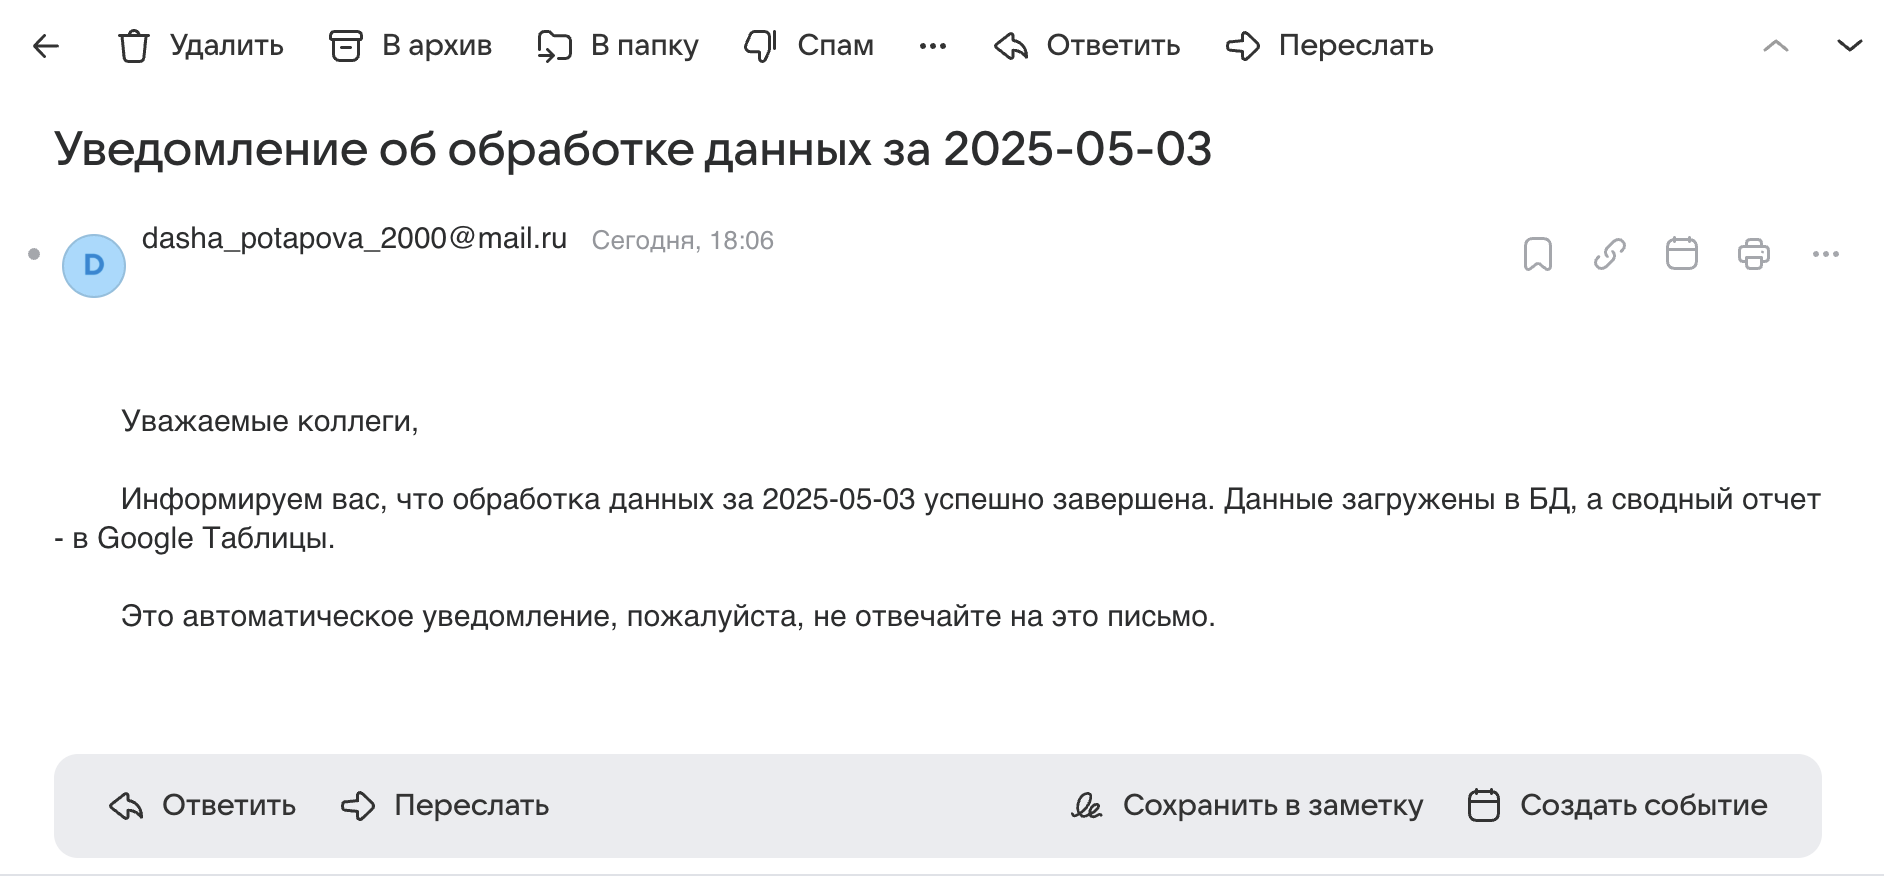 Удалить В архив В папку Спам Ответить Переслать
Уведомление об обработке данных за 2025-05-03
D dasha_potapova_2000@mail.ru Сегодня, 18:06
Уважаемые коллеги,
Информируем вас, что обработка данных за 2025-05-03 успешно завершена. Данные загружены в БД, а сводный отчет
- в Google Таблицы.
Это автоматическое уведомление, пожалуйста, не отвечайте на это письмо.
Ответить Переслать Сохранить в заметку Создать событие